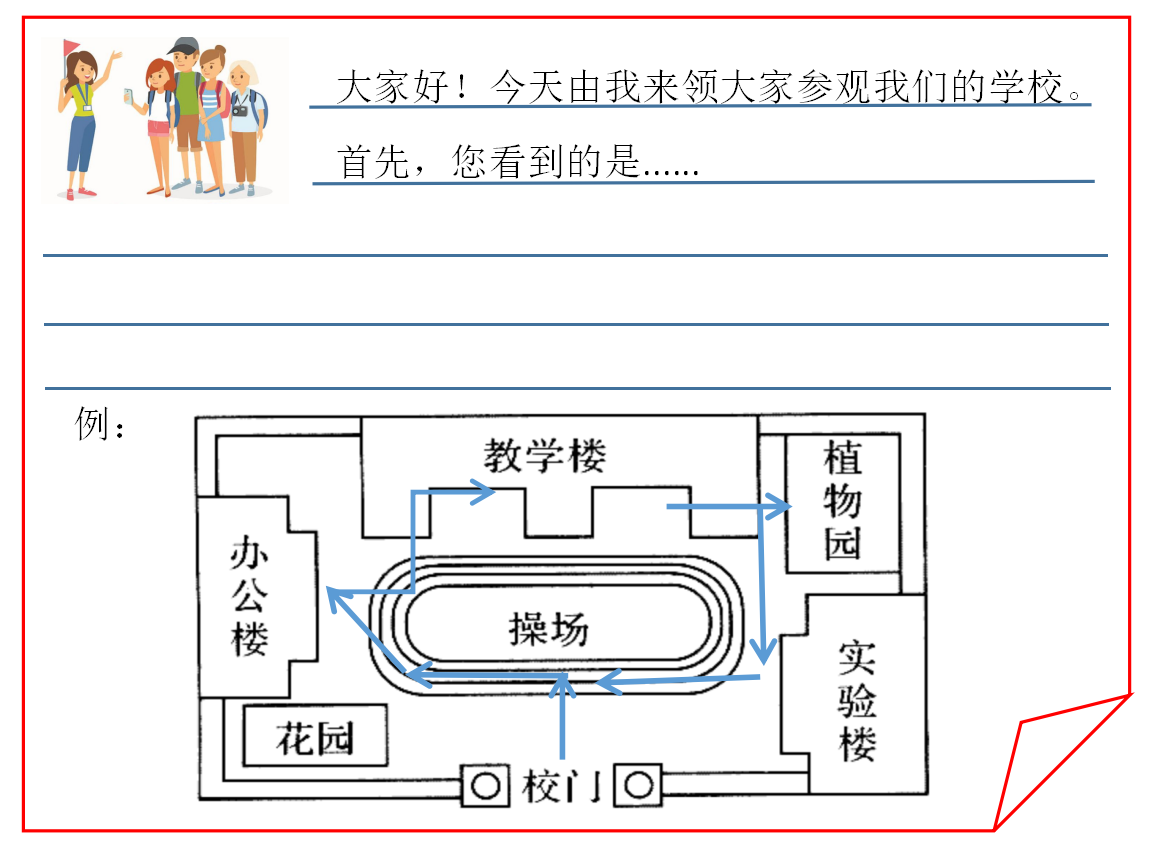 大家好！今天由我来领大家参观我们的学校。
首先，您看到的是……
例：
教学楼
植物园
办公楼
操场
实验楼
花园
校门